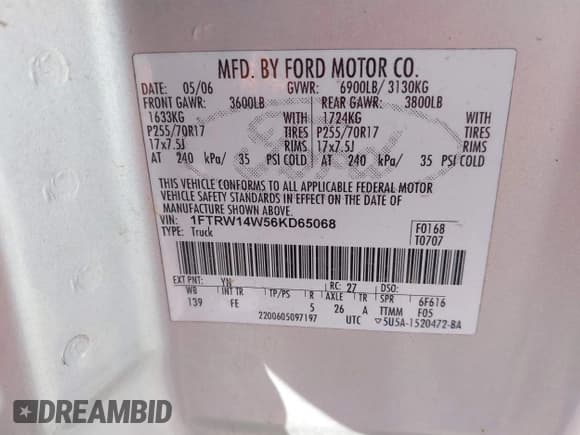 MFD. BY FORD MOTOR CO.
DATE: 05/06 GVWR: 6900LB/ 3130KG
FRONT GAWR: 3600LB REAR GAWR: 3800LB
1633KG WITH 1724KG WITH
P255/70R17 TIRES P255/70R17 TIRES
17x7.5J RIMS 17x7.5J RIMS
AT 240 kPa/ 35 PSI COLD AT 240 kPa/ 35 PSI COLD
Ford
THIS VEHICLE CONFORMS TO ALL APPLICABLE FEDERAL MOTOR
VEHICLE SAFETY STANDARDS IN EFFECT ON THE DATE OF
MANUFACTURE SHOWN ABOVE.
VIN: 1FTRW14W56KD65068 F0168
TYPE: Truck T0707
EXT PNT: YN RC: 27 DSO:
WB INT TR TP/PS R AXLE TR SPR 6F616
139 FE 5 26 A TTMM F05
2200605097197 UTC ▽5U5A-1520472-BA
DREAMBID